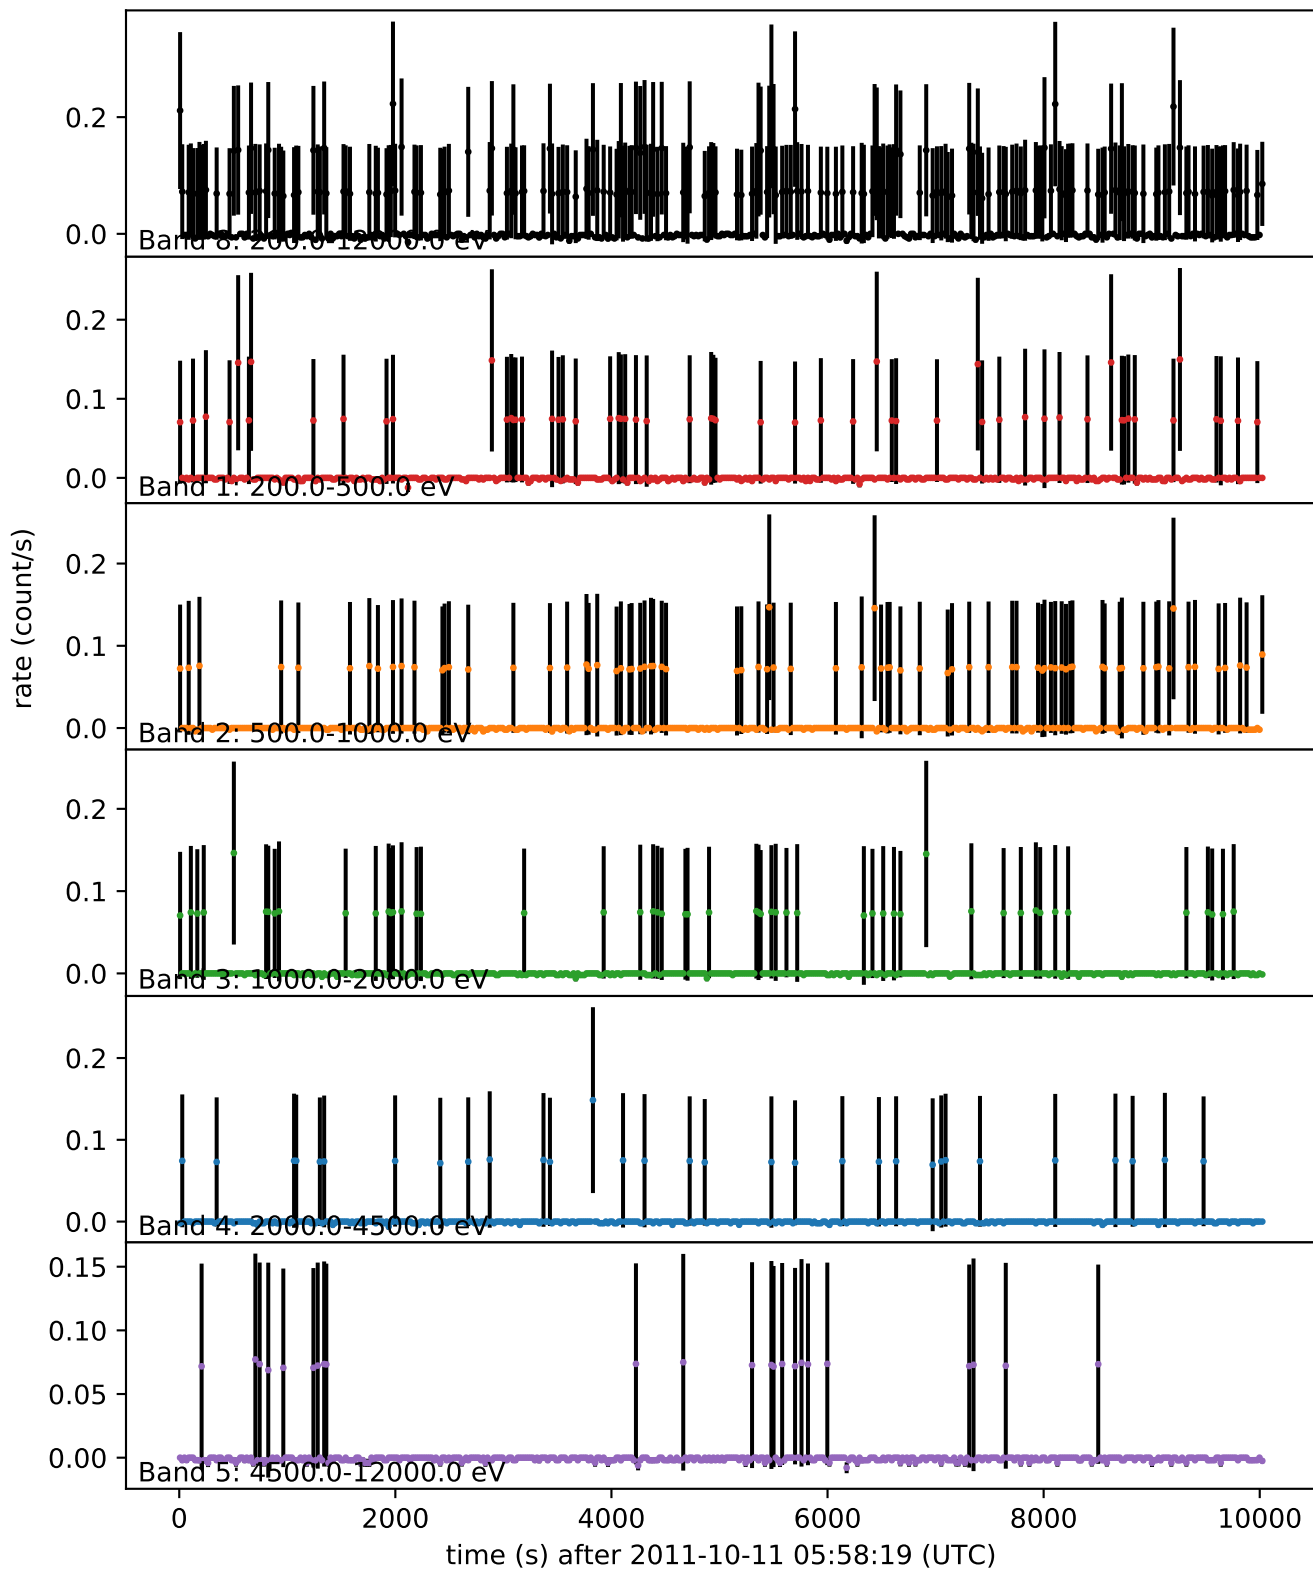 0.2
0.0
Band 8: 200.0-12000.0 eV
0.2
0.1
0.0
Band 1: 200.0-500.0 eV
rate (count/s)
0.2
0.1
0.0
Band 2: 500.0-1000.0 eV
0.2
0.1
0.0
Band 3: 1000.0-2000.0 eV
0.2
0.1
0.0
Band 4: 2000.0-4500.0 eV
0.15
0.10
0.05
0.00
Band 5: 4500.0-12000.0 eV
0 2000 4000 6000 8000 10000
time (s) after 2011-10-11 05:58:19 (UTC)